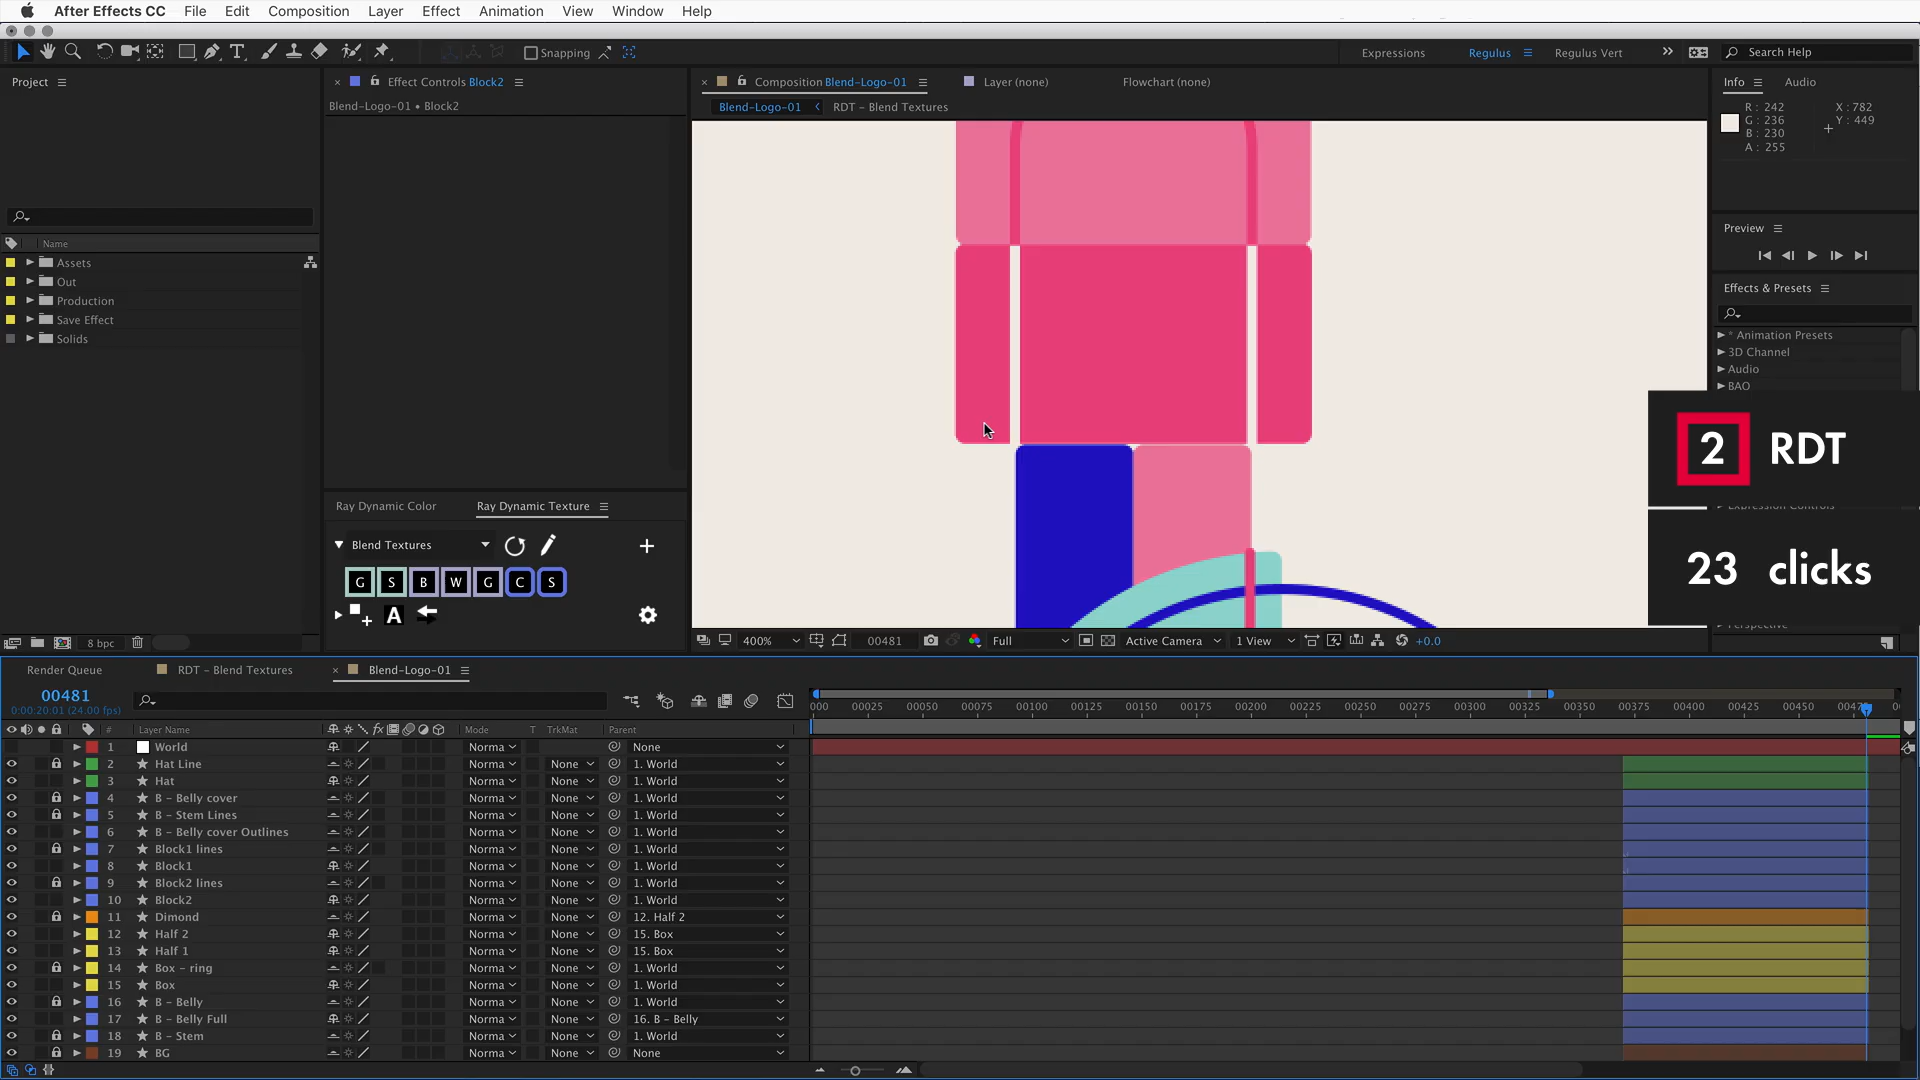 After Effects CC File Edit Composition Layer Effect Animation View Window Help
Snapping
Expressions Regulus Regulus Vert Search Help
Project
Effect Controls Block2
Blend-Logo-01 • Block2
Composition Blend-Logo-01 Layer (none) Flowchart (none)
Blend-Logo-01 RDT - Blend Textures
Info Audio
R: 242 X: 782
G: 236 Y: 449
B: 230
A: 255
Preview
Effects & Presets
* Animation Presets
3D Channel
Audio
BAO
Expression Controls
Perspective
2 RDT
23 clicks
Name
Assets
Out
Production
Save Effect
Solids
8 bpc
Ray Dynamic Color Ray Dynamic Texture
Blend Textures
G S B W G C S
A
400% 00481 Full Active Camera 1 View +0.0
Render Queue RDT - Blend Textures Blend-Logo-01
00481
0:00:20:01 (24.00 fps)
000 00025 00050 00075 00100 00125 00150 00175 00200 00225 00250 00275 00300 00325 00350 00375 00400 00425 00450
# Layer Name fx Mode T TrkMat Parent
1 World Norma None
2 Hat Line Norma None 1. World
3 Hat Norma None 1. World
4 B - Belly cover Norma None 1. World
5 B - Stem Lines Norma None 1. World
6 B - Belly cover Outlines Norma None 1. World
7 Block1 lines Norma None 1. World
8 Block1 Norma None 1. World
9 Block2 lines Norma None 1. World
10 Block2 Norma None 1. World
11 Dimond Norma None 12. Half 2
12 Half 2 Norma None 15. Box
13 Half 1 Norma None 15. Box
14 Box - ring Norma None 1. World
15 Box Norma None 1. World
16 B - Belly Norma None 1. World
17 B - Belly Full Norma None 16. B - Belly
18 B - Stem Norma None 1. World
19 BG Norma None None